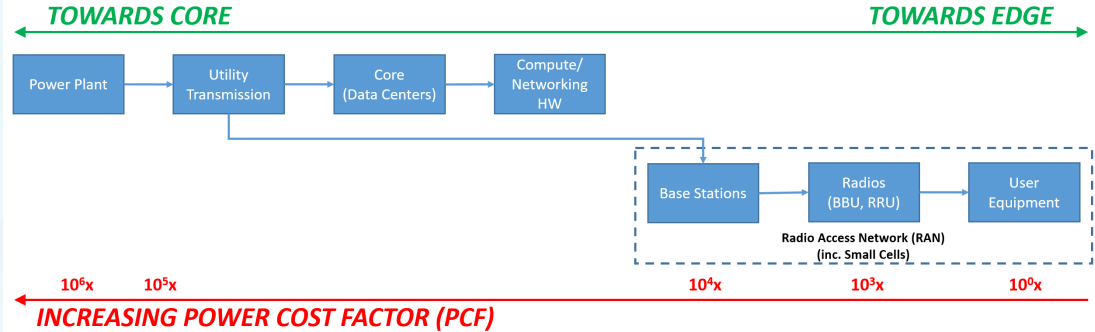 TOWARDS CORE
TOWARDS EDGE
Power Plant
Utility
Transmission
Core
(Data Centers)
Compute/
Networking
HW
Base Stations
Radios
(BBU, RRU)
User
Equipment
Radio Access Network (RAN)
(inc. Small Cells)
10⁶x
10⁵x
10⁴x
10³x
10⁰x
INCREASING POWER COST FACTOR (PCF)